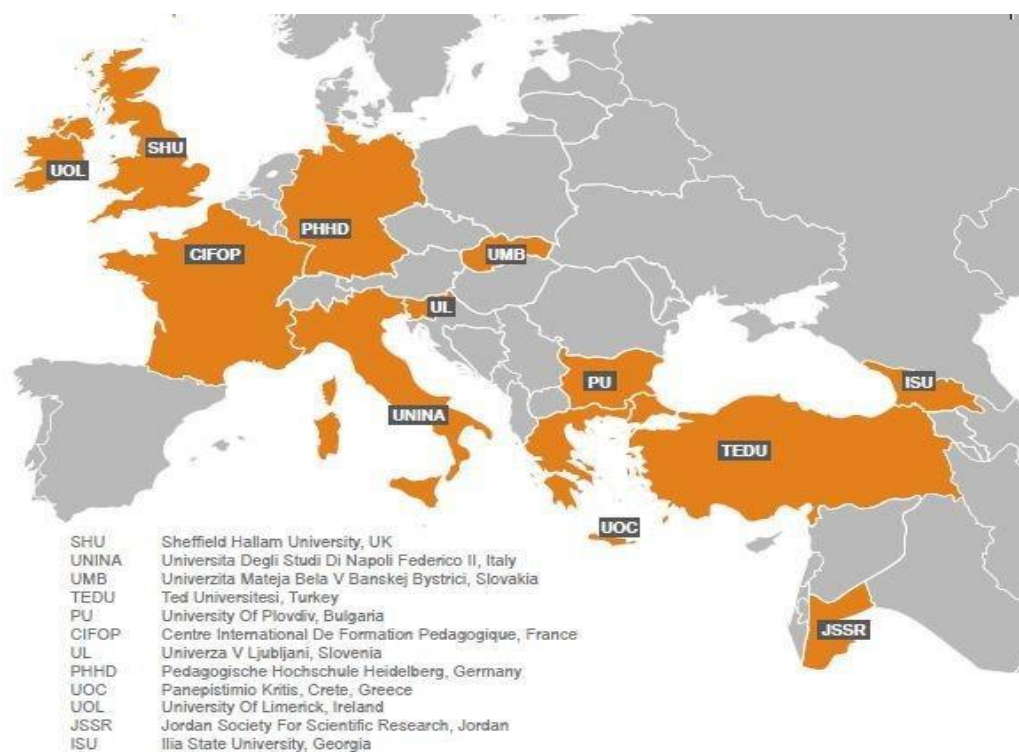 SHU
UOL
PHHD
CIFOP
UMB
UL
PU
ISU
UNINA
TEDU
UOC
JSSR
SHU Sheffield Hallam University, UK
UNINA Universita Degli Studi Di Napoli Federico II, Italy
UMB Univerzita Mateja Bela V Banskej Bystrici, Slovakia
TEDU Ted Universitesi, Turkey
PU University Of Plovdiv, Bulgaria
CIFOP Centre International De Formation Pedagogique, France
UL Univerza V Ljubljani, Slovenia
PHHD Pedagogische Hochschule Heidelberg, Germany
UOC Panepistimio Kritis, Crete, Greece
UOL University Of Limerick, Ireland
JSSR Jordan Society For Scientific Research, Jordan
ISU Ilia State University, Georgia